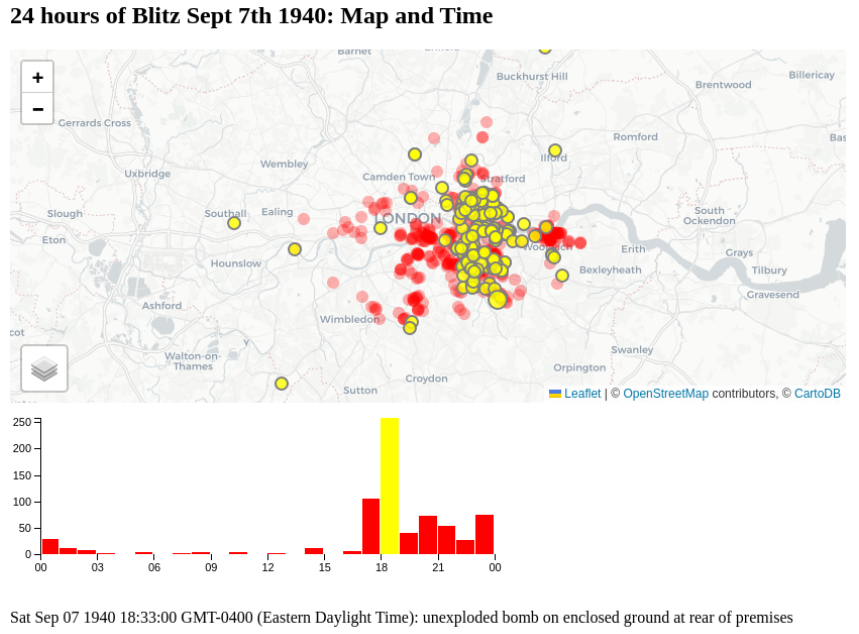 24 hours of Blitz Sept 7th 1940: Map and Time
Barnet
+
−
Buckhurst Hill
Brentwood
Billericay
Gerrards Cross
Romford
Bas
Ilford
Wembley
Uxbridge
Camden Town
Stratford
Slough
Southall
Ealing
LONDON
South
Ockendon
Eton
Woolwich
Erith
Grays
Hounslow
Bexleyheath
Tilbury
Gravesend
Ashford
Wimbledon
cot
Walton-on-
Thames
Swanley
Orpington
Croydon
Sutton
Leaflet | © OpenStreetMap contributors, © CartoDB
250
200
150
100
50
0
00 03 06 09 12 15 18 21 00
Sat Sep 07 1940 18:33:00 GMT-0400 (Eastern Daylight Time): unexploded bomb on enclosed ground at rear of premises